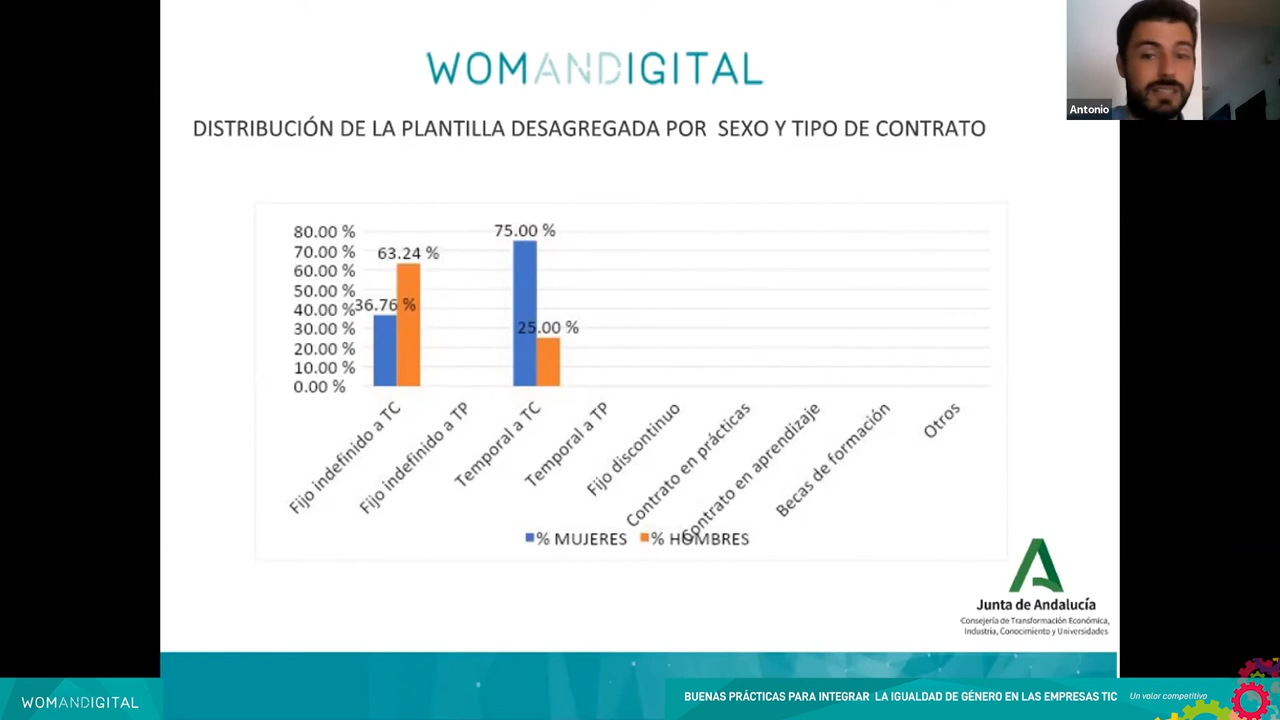 WOMANDIGITAL
Antonio
DISTRIBUCIÓN DE LA PLANTILLA DESAGREGADA POR SEXO Y TIPO DE CONTRATO
80.00 %
70.00 %
60.00 %
50.00 %
40.00 %
30.00 %
20.00 %
10.00 %
0.00 %
36.76 %
63.24 %
75.00 %
25.00 %
Fijo indefinido a TC
Fijo indefinido a TP
Temporal a TC
Temporal a TP
Fijo discontinuo
Contrato en prácticas
Contrato en aprendizaje
Becas de formación
Otros
% MUJERES
% HOMBRES
Junta de Andalucía
Consejería de Transformación Económica,
Industria, Conocimiento y Universidades
WOMANDIGITAL
BUENAS PRÁCTICAS PARA INTEGRAR LA IGUALDAD DE GÉNERO EN LAS EMPRESAS TIC
Un valor competitivo